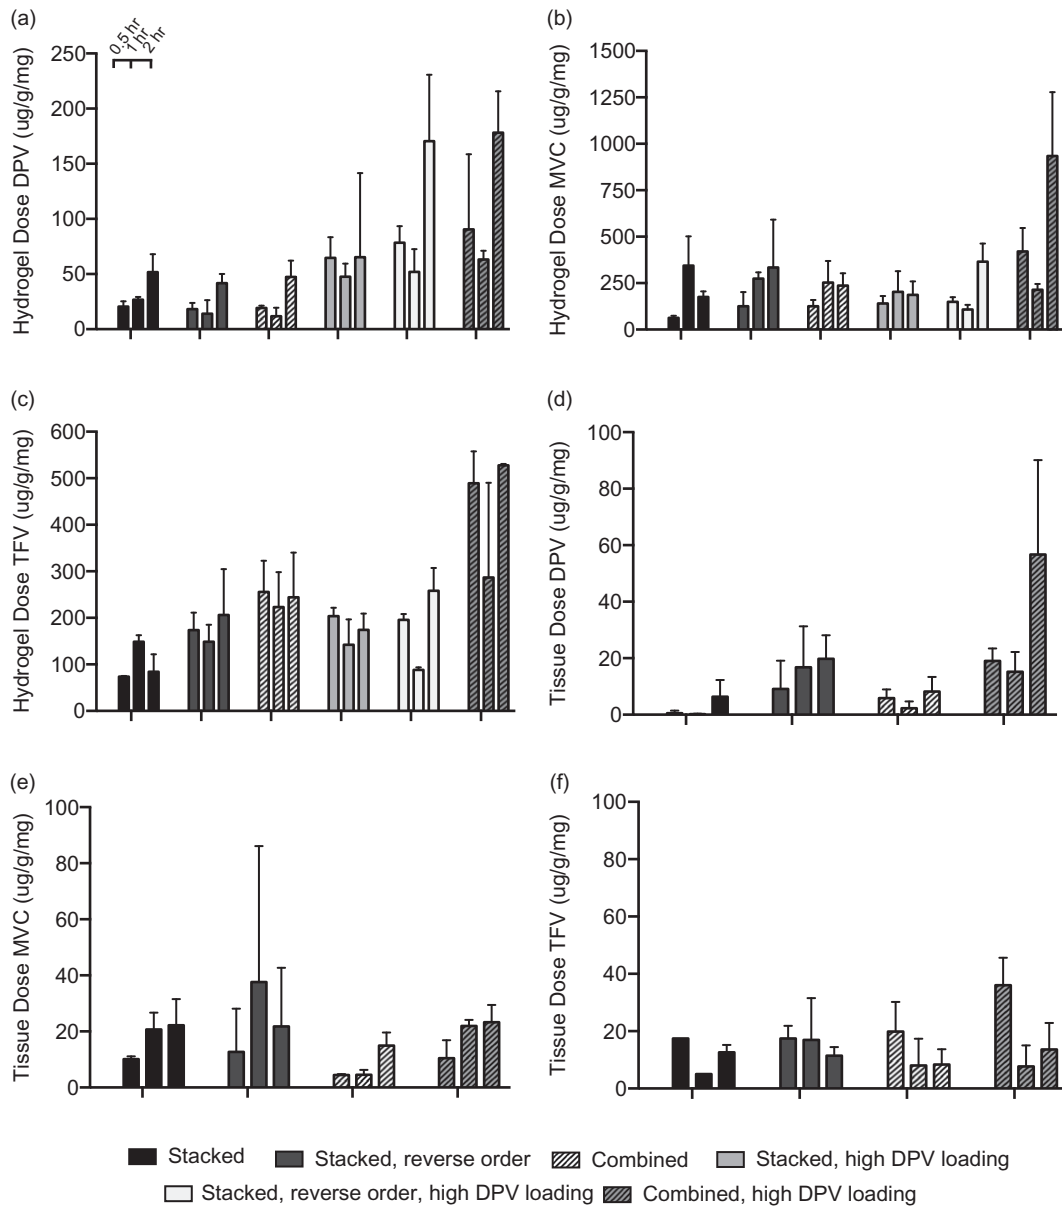 (a)
Hydrogel Dose DPV (ug/g/mg)
0.5 hr
1 hr
2 hr
250
200
150
100
50
0
(b)
Hydrogel Dose MVC (ug/g/mg)
1500
1250
1000
750
500
250
0
(c)
Hydrogel Dose TFV (ug/g/mg)
600
500
400
300
200
100
0
(d)
Tissue Dose DPV (ug/g/mg)
100
80
60
40
20
0
(e)
Tissue Dose MVC (ug/g/mg)
100
80
60
40
20
0
(f)
Tissue Dose TFV (ug/g/mg)
100
80
60
40
20
0
Stacked Stacked, reverse order Combined Stacked, high DPV loading
Stacked, reverse order, high DPV loading Combined, high DPV loading